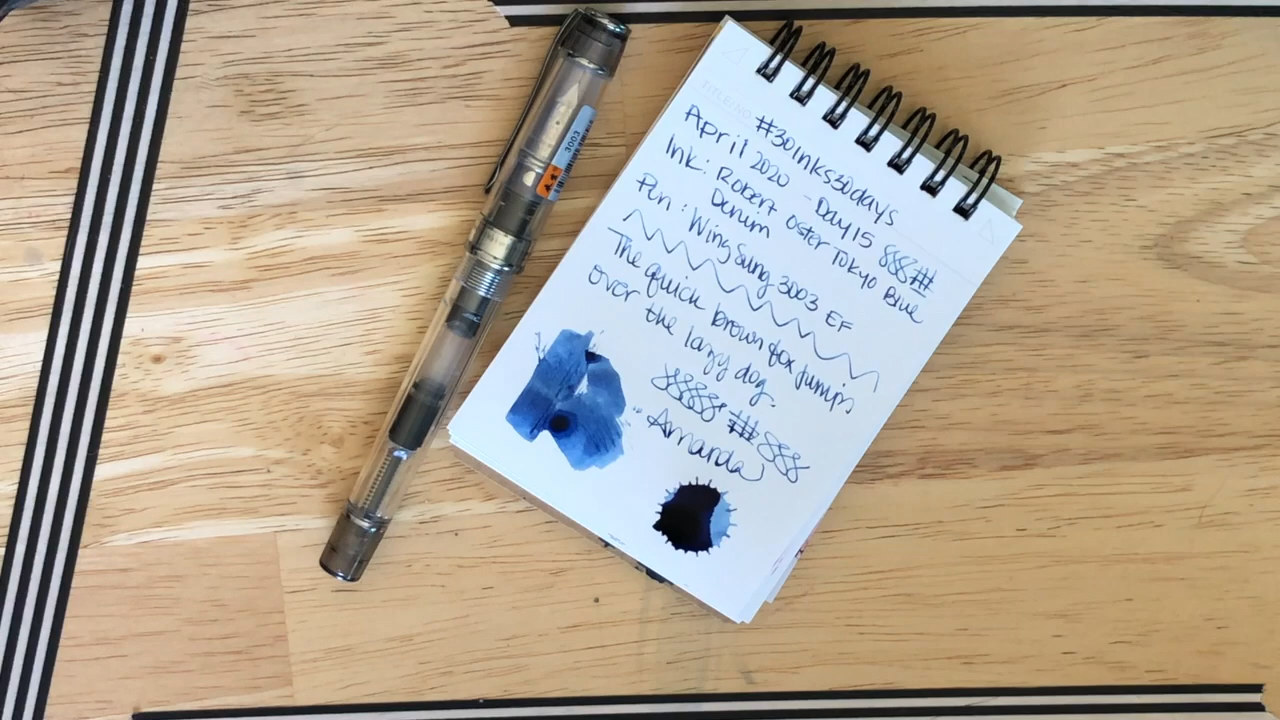 #30inks30days
April 2020 - Day 15
Ink: Robert Oster Tokyo Blue
Denim
Pen: Wing Sung 3003 EF
The quick brown fox jumps
over the lazy dog.
Amanda
3003